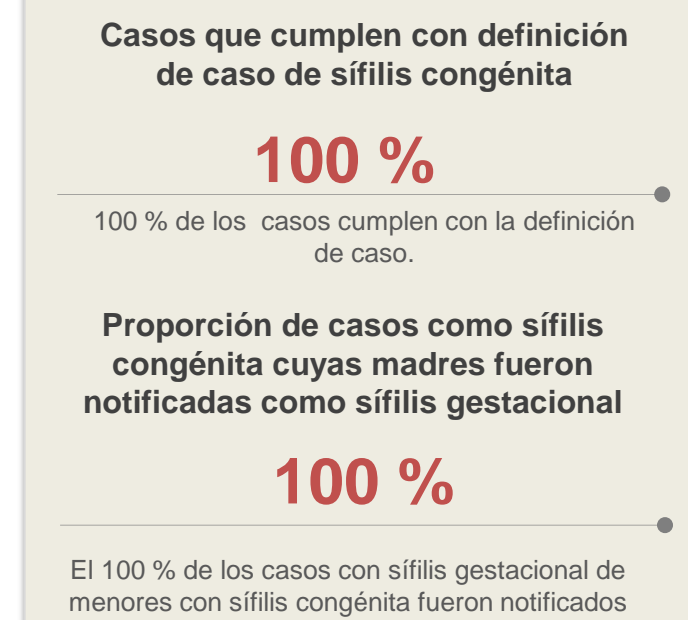 Casos que cumplen con definición
de caso de sífilis congénita
100 %
100 % de los  casos cumplen con la definición
de caso.
Proporción de casos como sífilis
congénita cuyas madres fueron
notificadas como sífilis gestacional
100 %
El 100 % de los casos con sífilis gestacional de
menores con sífilis congénita fueron notificados